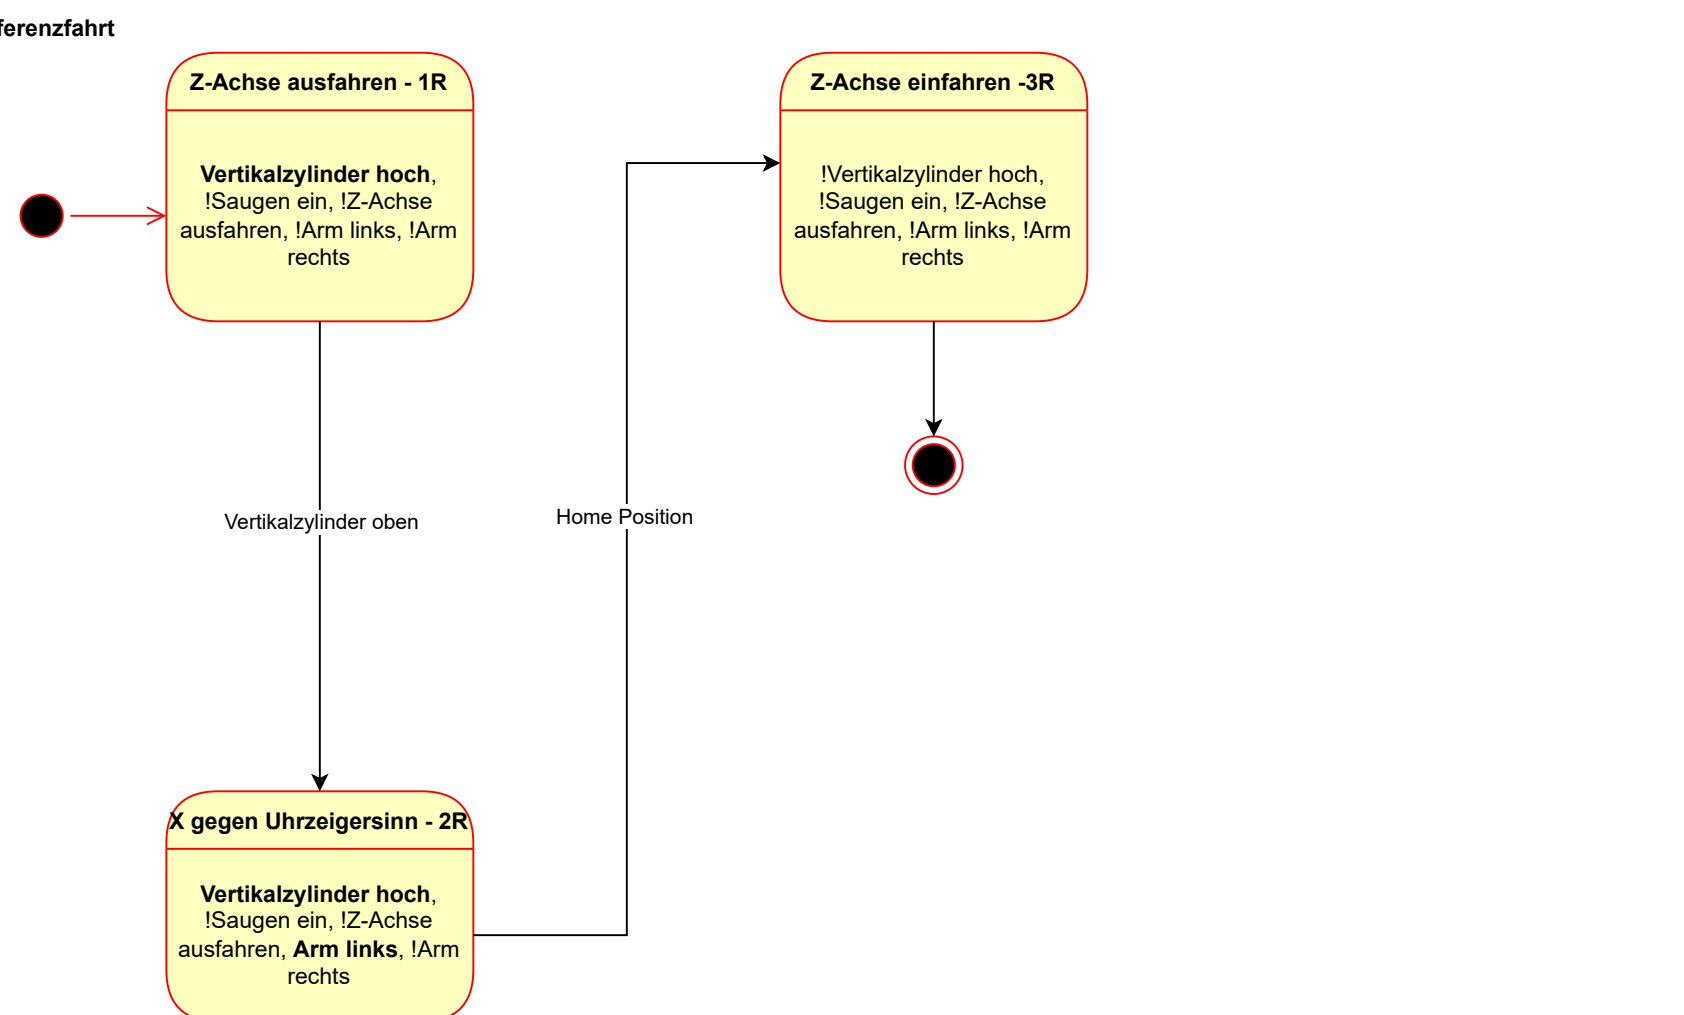 ferenzfahrt
Z-Achse ausfahren - 1R
Vertikalzylinder hoch,
!Saugen ein, !Z-Achse
ausfahren, !Arm links, !Arm
rechts
Z-Achse einfahren -3R
!Vertikalzylinder hoch,
!Saugen ein, !Z-Achse
ausfahren, !Arm links, !Arm
rechts
Vertikalzylinder oben
Home Position
X gegen Uhrzeigersinn - 2R
Vertikalzylinder hoch,
!Saugen ein, !Z-Achse
ausfahren, Arm links, !Arm
rechts